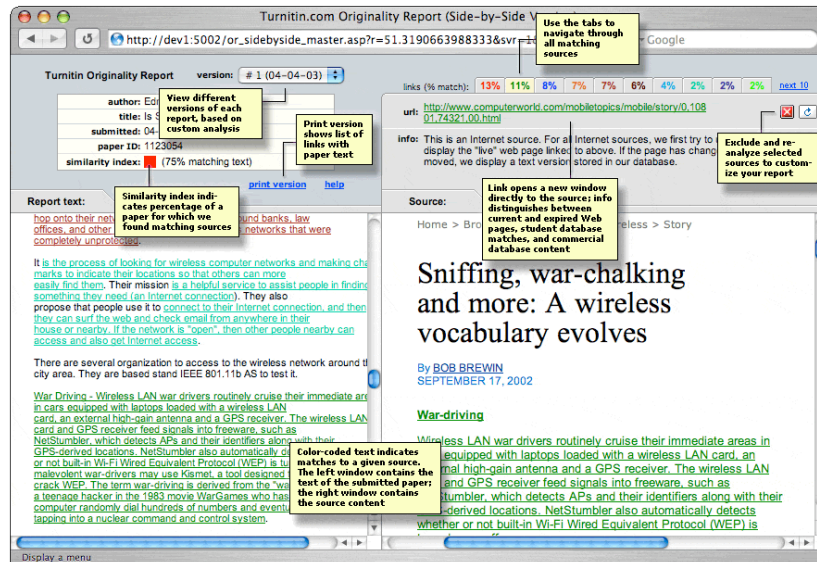 Turnitin.com Originality Report (Side-by-Side
Use the tabs to
navigate through
all matching
sources
http://dev1:5002/or_sidebyside_master.asp?r=51.3190663988333&svr
Google
Turnitin Originality Report
version: # 1 (04-04-03)
links (% match): 13% 11% 8% 7% 7% 6% 4% 2% 2% 2% next 10
View different
versions of each
report, based on
custom analysis
author:
title: Is
submitted: 04-
paper ID: 1123054
similarity index: (75% matching text)
Print version
shows list of
links with
paper text
print version help
url: http://www.computerworld.com/mobiletopics/mobile/story/0,108
01,74321,00.html
info: This is an Internet source. For all Internet sources, we first try to
display the "live" web page linked to above. If the page has
moved, we display a text version stored in our database.
Exclude and re-
analyze selected
sources to custom-
ize your report
Similarity index indi-
cates percentage of a
paper for which we
found matching sources
Link opens a new window
directly to the source; info
distinguishes between
current and expired Web
pages, student database
matches, and commercial
database content
Report text:
Source:
hop onto their ound banks, law
offices, and other networks that were
completely unprotected.
It is the process of looking for wireless computer networks and making
marks to indicate their locations so that others can more
easily find them. Their mission is a helpful service to assist people in finding
something they need (an Internet connection). They also
propose that people use it to connect to their Internet connection, and then
they can surf the web and check email from anywhere in their
house or nearby. If the network is "open", then other people nearby can
access and also get Internet access.
There are several organization to access to the wireless network around
city area. They are based stand IEEE 801.11b AS to test it.
War Driving - Wireless LAN war drivers routinely cruise their immediate
in cars equipped with laptops loaded with a wireless LAN
card, an external high-gain antenna and a GPS receiver. The wireless LAN
card and GPS receiver feed signals into freeware, such as
NetStumbler, which detects APs and their identifiers along with their
GPS-derived locations. NetStumbler also automatically
or not built-in Wi-Fi Wired Equivalent Protocol (WEP) is
malevolent war-drivers may use Kismet, a tool designed
crack WEP. The term war-driving is derived from the
a teenage hacker in the 1983 movie WarGames who has
computer randomly dial hundreds of numbers and
tapping into a nuclear command and control system.
Color-coded text indicates
matches to a given source.
The left window contains the
text of the submitted paper;
the right window contains
the source content
Home > > Story
Sniffing, war-chalking
and more: A wireless
vocabulary evolves
By BOB BREWIN
SEPTEMBER 17, 2002
War-driving
Wireless LAN war drivers routinely cruise their immediate areas in
equipped with laptops loaded with a wireless LAN card, an
high-gain antenna and a GPS receiver. The wireless LAN
and GPS receiver feed signals into freeware, such as
which detects APs and their identifiers along with their
locations. NetStumbler also automatically detects
whether or not built-in Wi-Fi Wired Equivalent Protocol (WEP) is
Display a menu